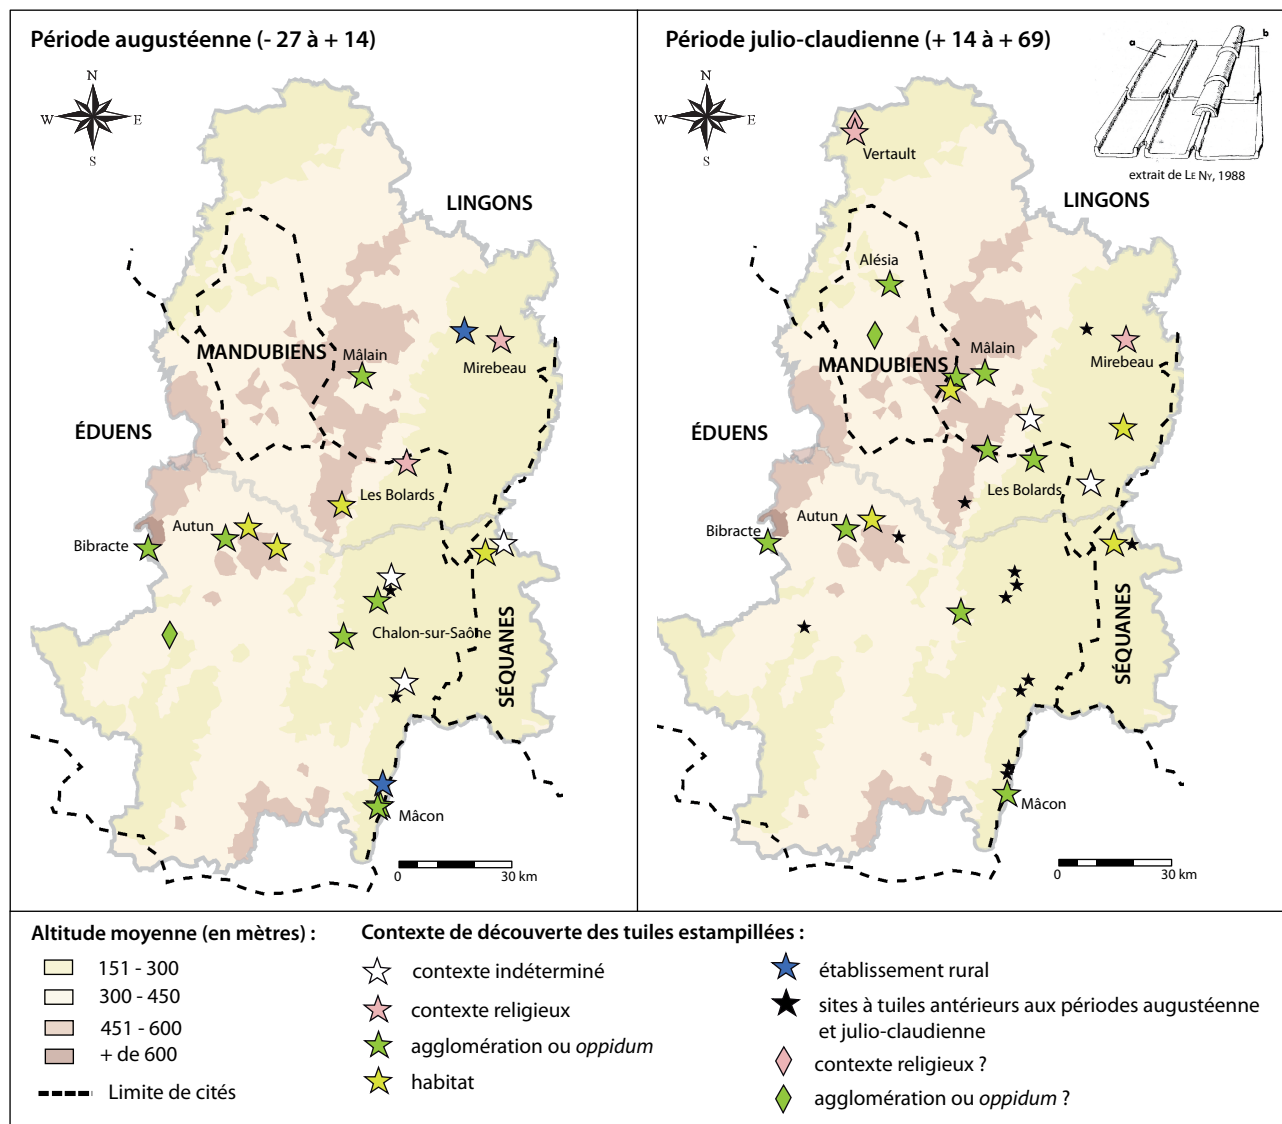 Période augustéenne (- 27 à + 14)
N
W E
S
LINGONS
MANDUBIENS
Mâlain
Mirebeau
ÉDUENS
Les Bolards
Autun
Bibracte
Chalon-sur-Saône
SÉQUANES
Mâcon
0 30 km
Période julio-claudienne (+ 14 à + 69)
a b
extrait de LE NY, 1988
N
W E
S
Vertault
LINGONS
Alésia
MANDUBIENS
Mâlain
Mirebeau
ÉDUENS
Les Bolards
Autun
Bibracte
SÉQUANES
Mâcon
0 30 km
Altitude moyenne (en mètres) :
151 - 300
300 - 450
451 - 600
+ de 600
Limite de cités
Contexte de découverte des tuiles estampillées :
contexte indéterminé
contexte religieux
agglomération ou oppidum
habitat
établissement rural
sites à tuiles antérieurs aux périodes augustéenne
et julio-claudienne
contexte religieux ?
agglomération ou oppidum ?